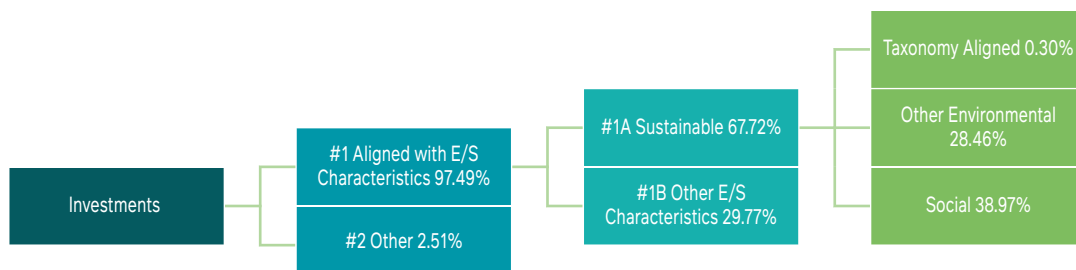 Investments
#1 Aligned with E/S
Characteristics 97.49%
#2 Other 2.51%
#1A Sustainable 67.72%
#1B Other E/S
Characteristics 29.77%
Taxonomy Aligned 0.30%
Other Environmental
28.46%
Social 38.97%